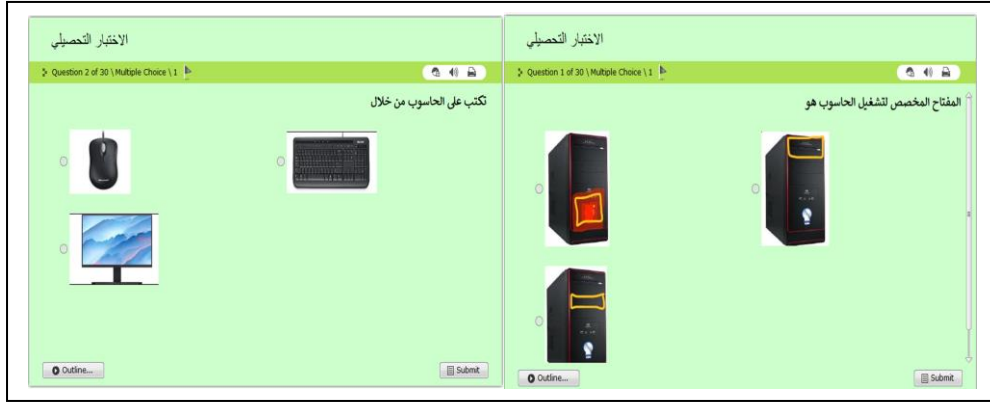 الاختبار التحصيلي
Question 1 of 30 \ Multiple Choice \ 1
المفتاح المخصص لتشغيل الحاسوب هو
Outline...
Submit
الاختبار التحصيلي
Question 2 of 30 \ Multiple Choice \ 1
تكتب على الحاسوب من خلال
Outline...
Submit